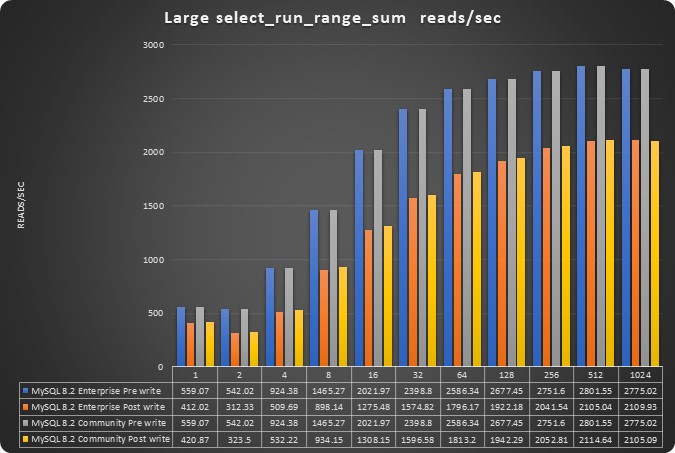 Large select_run_range_sum reads/sec
3000
2500
2000
1500
1000
500
0
READS/SEC
1 2 4 8 16 32 64 128 256 512 1024
MySQL 8.2 Enterprise Pre write 559.07 542.02 924.38 1465.27 2021.97 2398.8 2586.34 2677.45 2751.6 2801.55 2775.02
MySQL 8.2 Enterprise Post write 412.02 312.33 509.69 898.14 1275.48 1574.82 1796.17 1922.18 2041.54 2105.04 2109.93
MySQL 8.2 Community Pre write 559.07 542.02 924.38 1465.27 2021.97 2398.8 2586.34 2677.45 2751.6 2801.55 2775.02
MySQL 8.2 Community Post write 420.87 323.5 532.22 934.15 1308.15 1596.58 1813.2 1942.29 2052.81 2114.64 2105.09